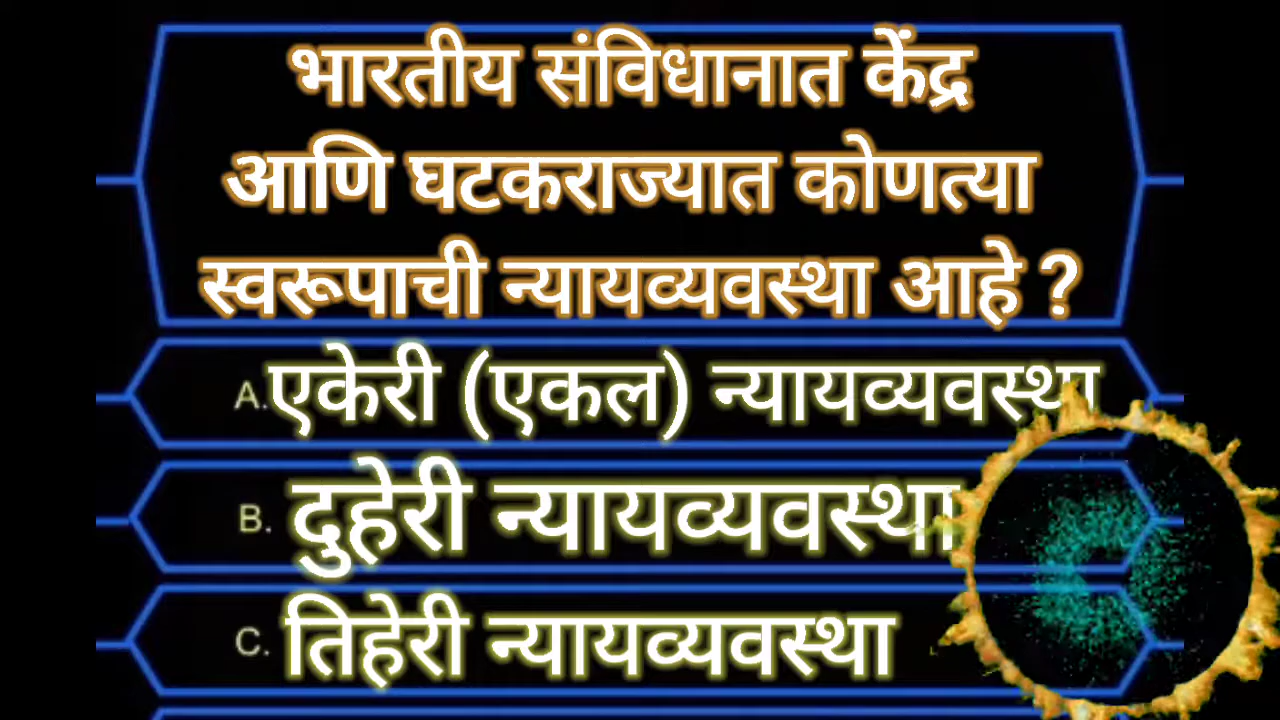 भारतीय संविधानात केंद्र
आणि घटकराज्यात कोणत्या
स्वरूपाची न्यायव्यवस्था आहे ?
A. एकेरी (एकल) न्यायव्यवस्था
B. दुहेरी न्यायव्यवस्था
C. तिहेरी न्यायव्यवस्था